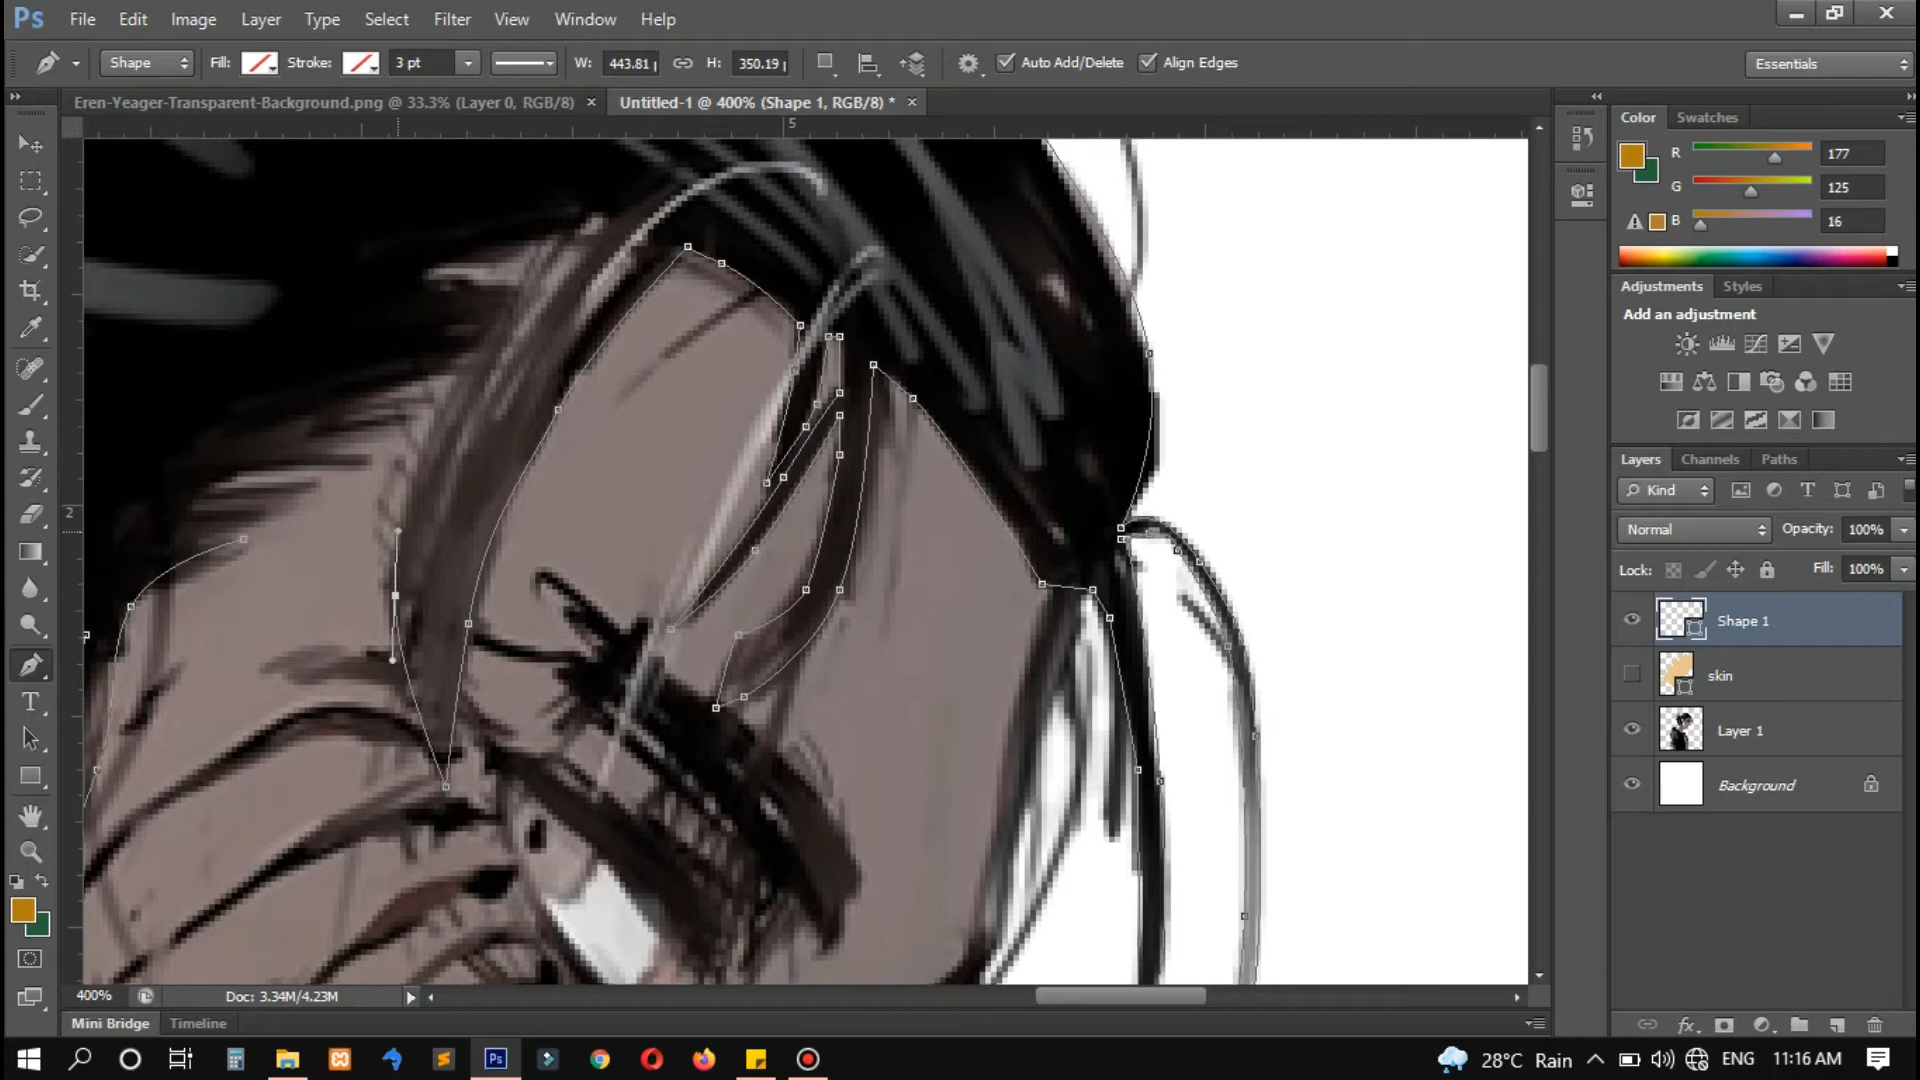 Ps File Edit Image Layer Type Select Filter View Window Help
Shape Fill: Stroke: 3 pt W: 443.81 H: 350.19 Auto Add/Delete Align Edges Essentials
Eren-Yeager-Transparent-Background.png @ 33.3% (Layer 0, RGB/8) × Untitled-1 @ 400% (Shape 1, RGB/8) * ×
5
2
Color Swatches
R 177
G 125
B 16
Adjustments Styles
Add an adjustment
Layers Channels Paths
Kind
Normal Opacity: 100%
Lock: Fill: 100%
Shape 1
skin
Layer 1
Background
400% Doc: 3.34M/4.23M
Mini Bridge Timeline
28°C Rain ENG 11:16 AM